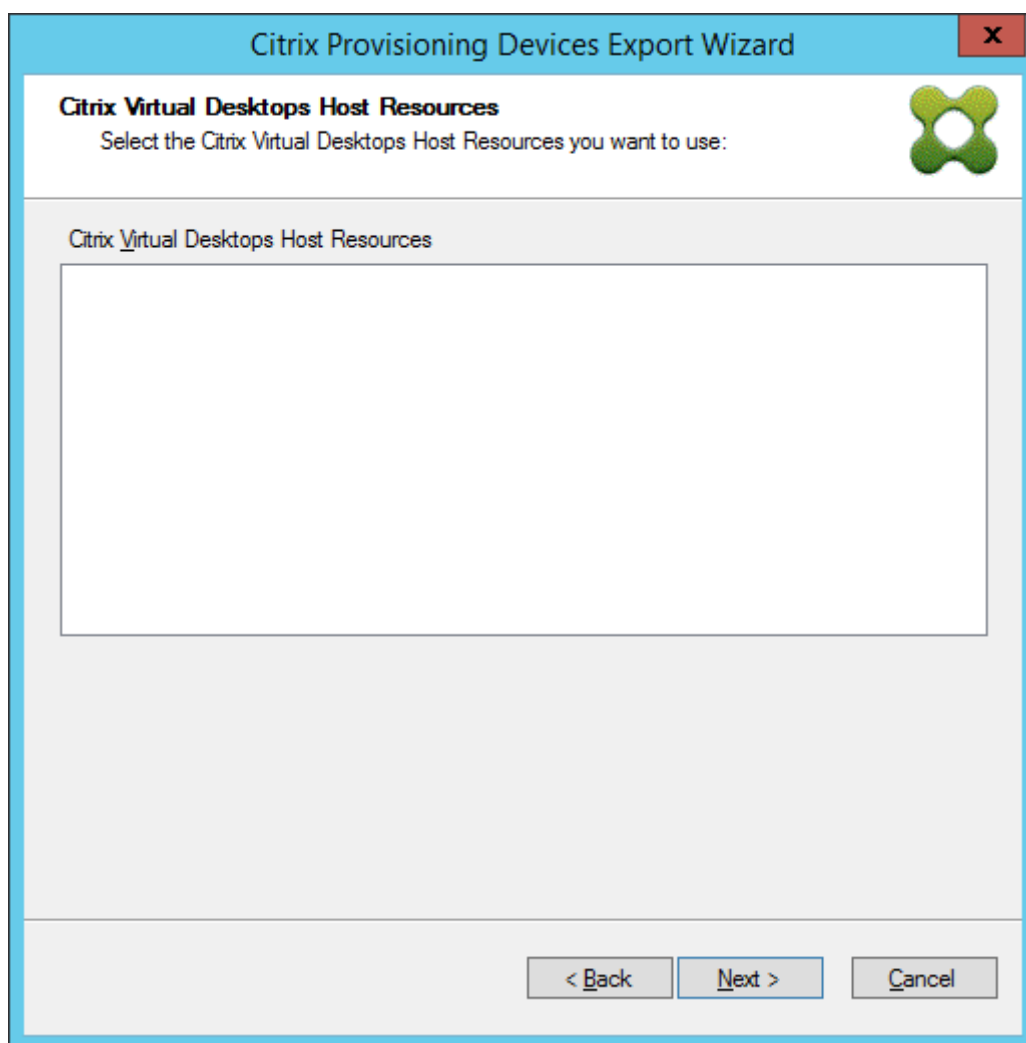 Citrix Provisioning Devices Export Wizard
x
Citrix Virtual Desktops Host Resources
Select the Citrix Virtual Desktops Host Resources you want to use:
Citrix Virtual Desktops Host Resources
< Back Next > Cancel